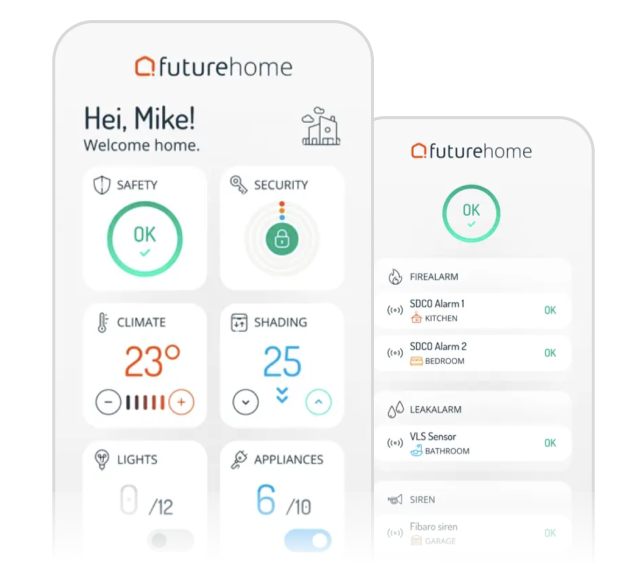 futurehome
Hei, Mike!
Welcome home.
SAFETY
OK
SECURITY
CLIMATE
23°
SHADING
25
LIGHTS
0 /12
APPLIANCES
6 /10
futurehome
OK
FIREALARM
SDCO Alarm 1
KITCHEN
OK
SDCO Alarm 2
BEDROOM
OK
LEAKALARM
VLS Sensor
BATHROOM
OK
SIREN
Fibaro siren
GARAGE
OK